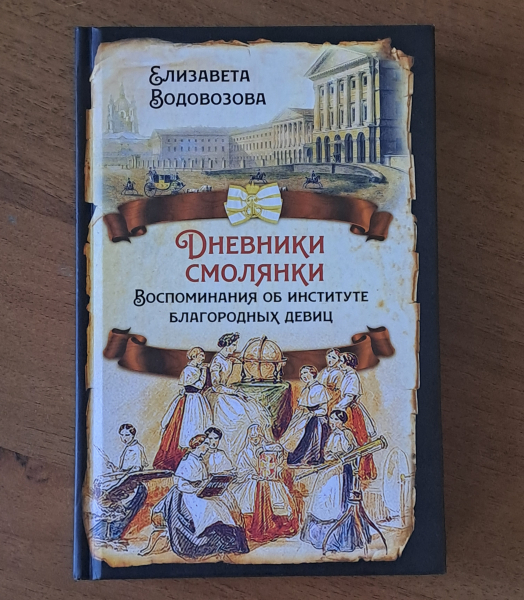 Елизавета
Водовозова
Дневники
смолянки
Воспоминания об институте
благородных девиц